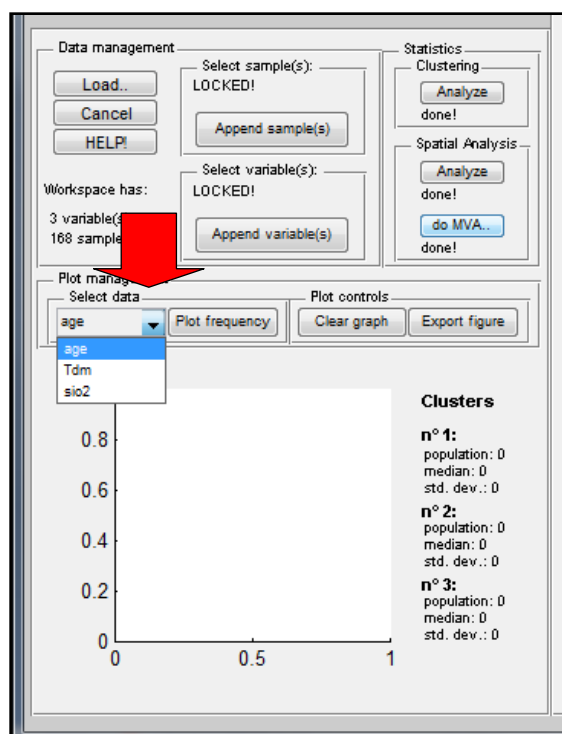 Data management
Load..
Cancel
HELP!
Workspace has:
3 variable(s
168 sample
Select sample(s):
LOCKED!
Append sample(s)
Select variable(s):
LOCKED!
Append variable(s)
Statistics
Clustering
Analyze
done!
Spatial Analysis
Analyze
done!
do MVA..
done!
Plot mana
Select data
age
Plot frequency
age
Tdm
sio2
Plot controls
Clear graph
Export figure
0.8
0.6
0.4
0.2
0
0
0.5
1
Clusters
n° 1:
population: 0
median: 0
std. dev.: 0
n° 2:
population: 0
median: 0
std. dev.: 0
n° 3:
population: 0
median: 0
std. dev.: 0